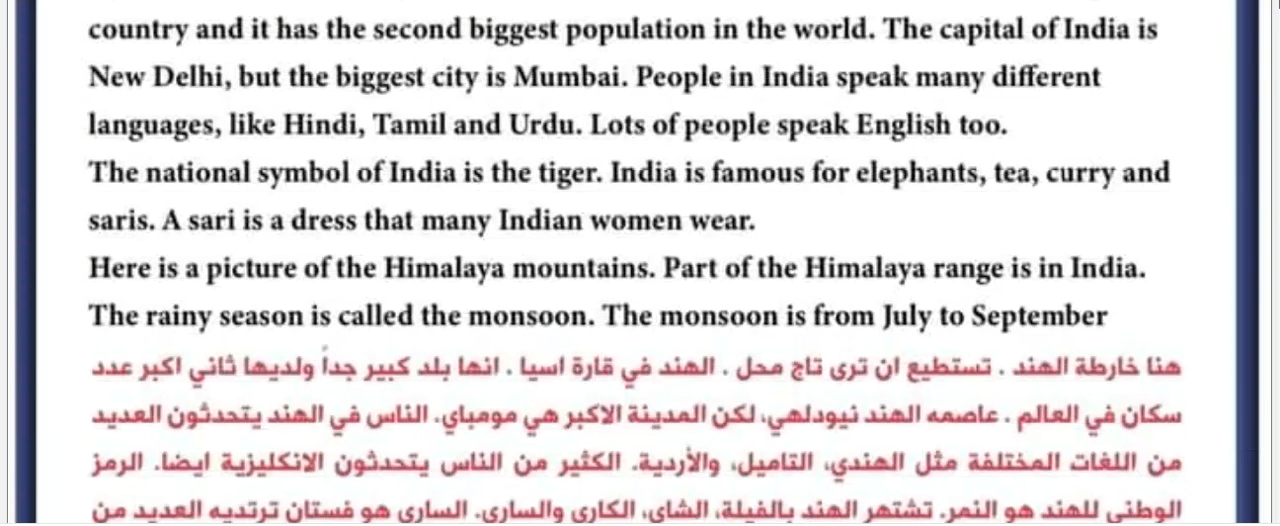 country and it has the second biggest population in the world. The capital of India is
New Delhi, but the biggest city is Mumbai. People in India speak many different
languages, like Hindi, Tamil and Urdu. Lots of people speak English too.
The national symbol of India is the tiger. India is famous for elephants, tea, curry and
saris. A sari is a dress that many Indian women wear.
Here is a picture of the Himalaya mountains. Part of the Himalaya range is in India.
The rainy season is called the monsoon. The monsoon is from July to September
هنا خارطة الهند . تستطيع ان ترى تاج محل . الهند في قارة اسيا . انها بلد كبير جداً ولديها ثاني اكبر عدد
سكان في العالم . عاصمه الهند نيودلهي، لكن المدينة الاكبر هي مومباي. الناس في الهند يتحدثون العديد
من اللغات المختلفة مثل الهندي، التاميل، والأردية. الكثير من الناس يتحدثون الانكليزية ايضا. الرمز
الوطني للهند هو النمر. تشتهر الهند بالفيلة، الشاي، الكاري والساري. الساري هو فستان ترتديه العديد من